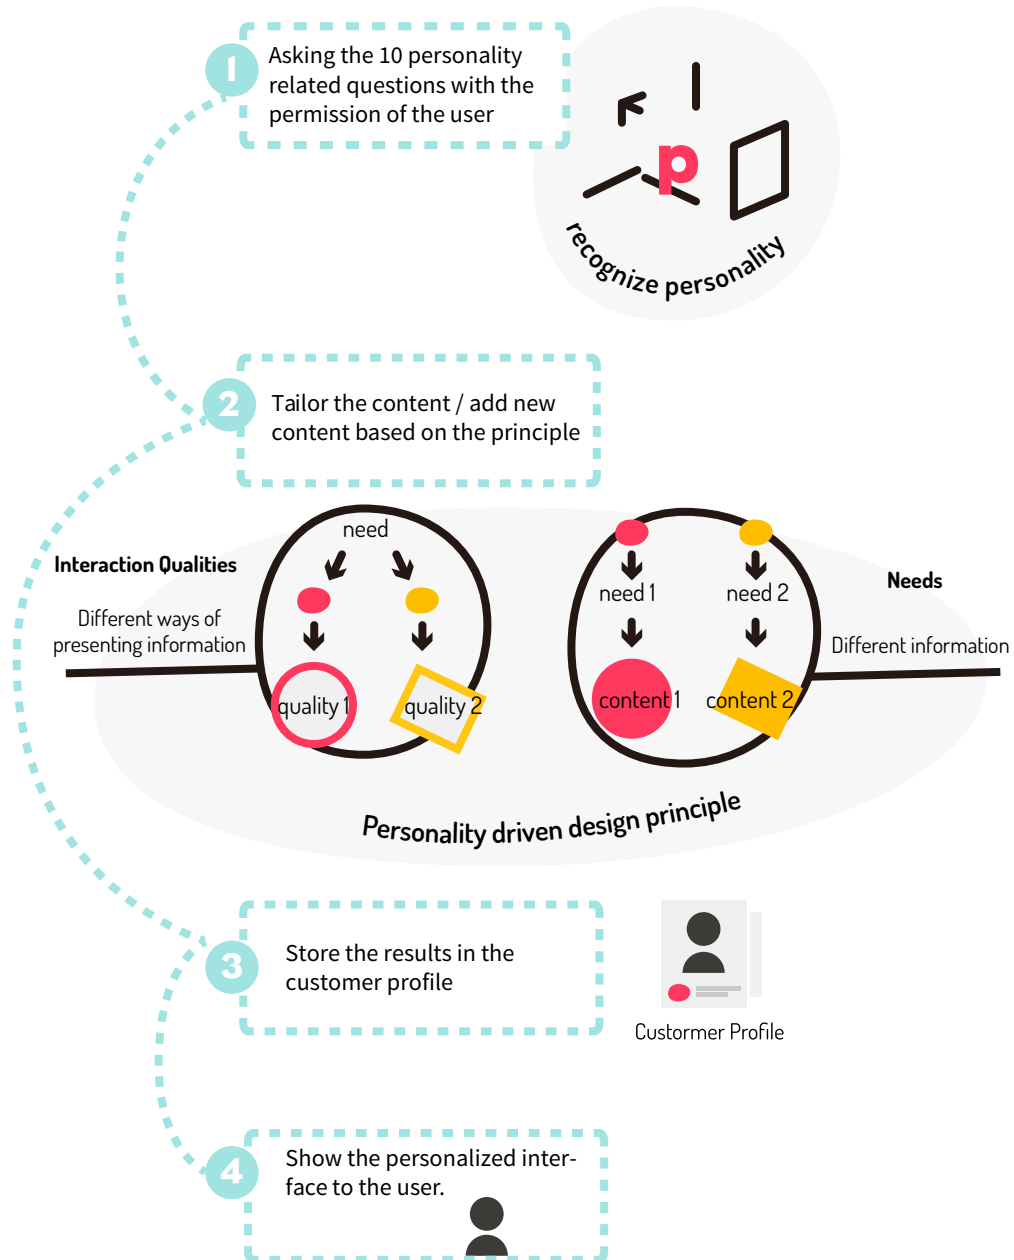 1
Asking the 10 personality
related questions with the
permission of the user
p
recognize personality
2
Tailor the content / add new
content based on the principle
Interaction Qualities
Different ways of
presenting information
need
quality 1
quality 2
need 1
need 2
content 1
content 2
Needs
Different information
Personality driven design principle
3
Store the results in the
customer profile
Custormer Profile
4
Show the personalized inter-
face to the user.